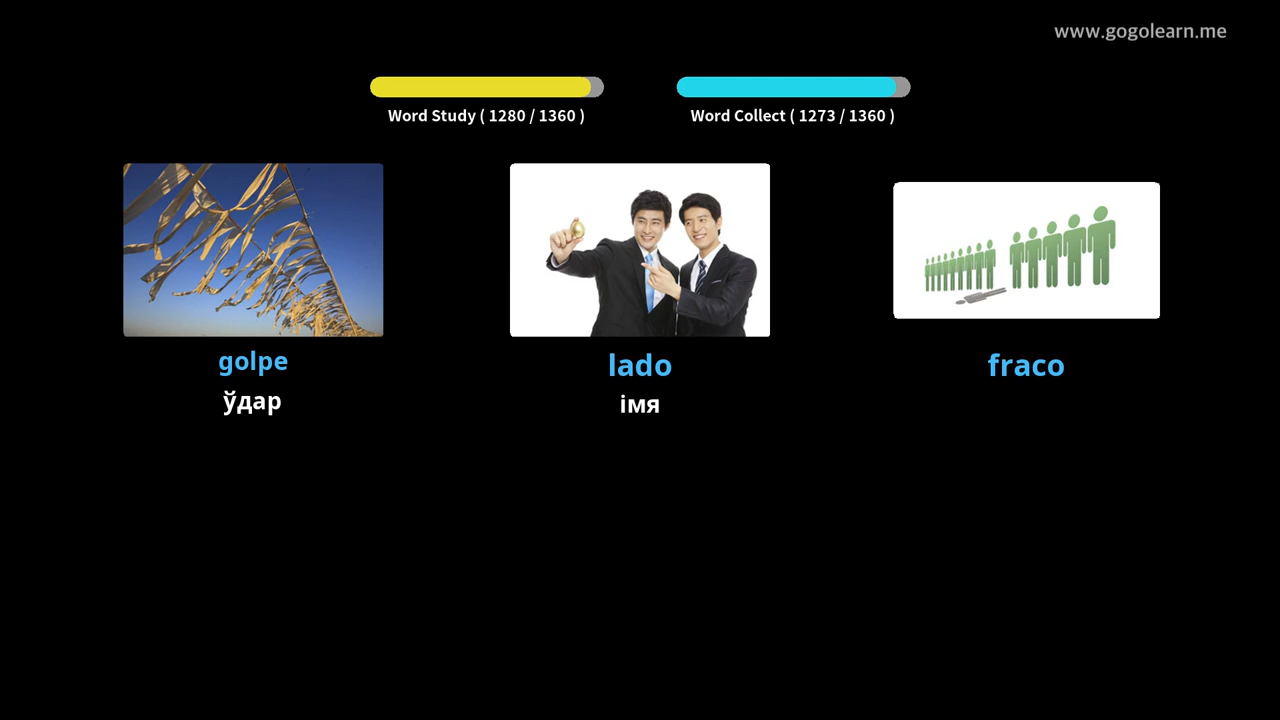 www.gogolearn.me
Word Study ( 1280 / 1360 )
Word Collect ( 1273 / 1360 )
golpe
lado
fraco
ўдар
імя